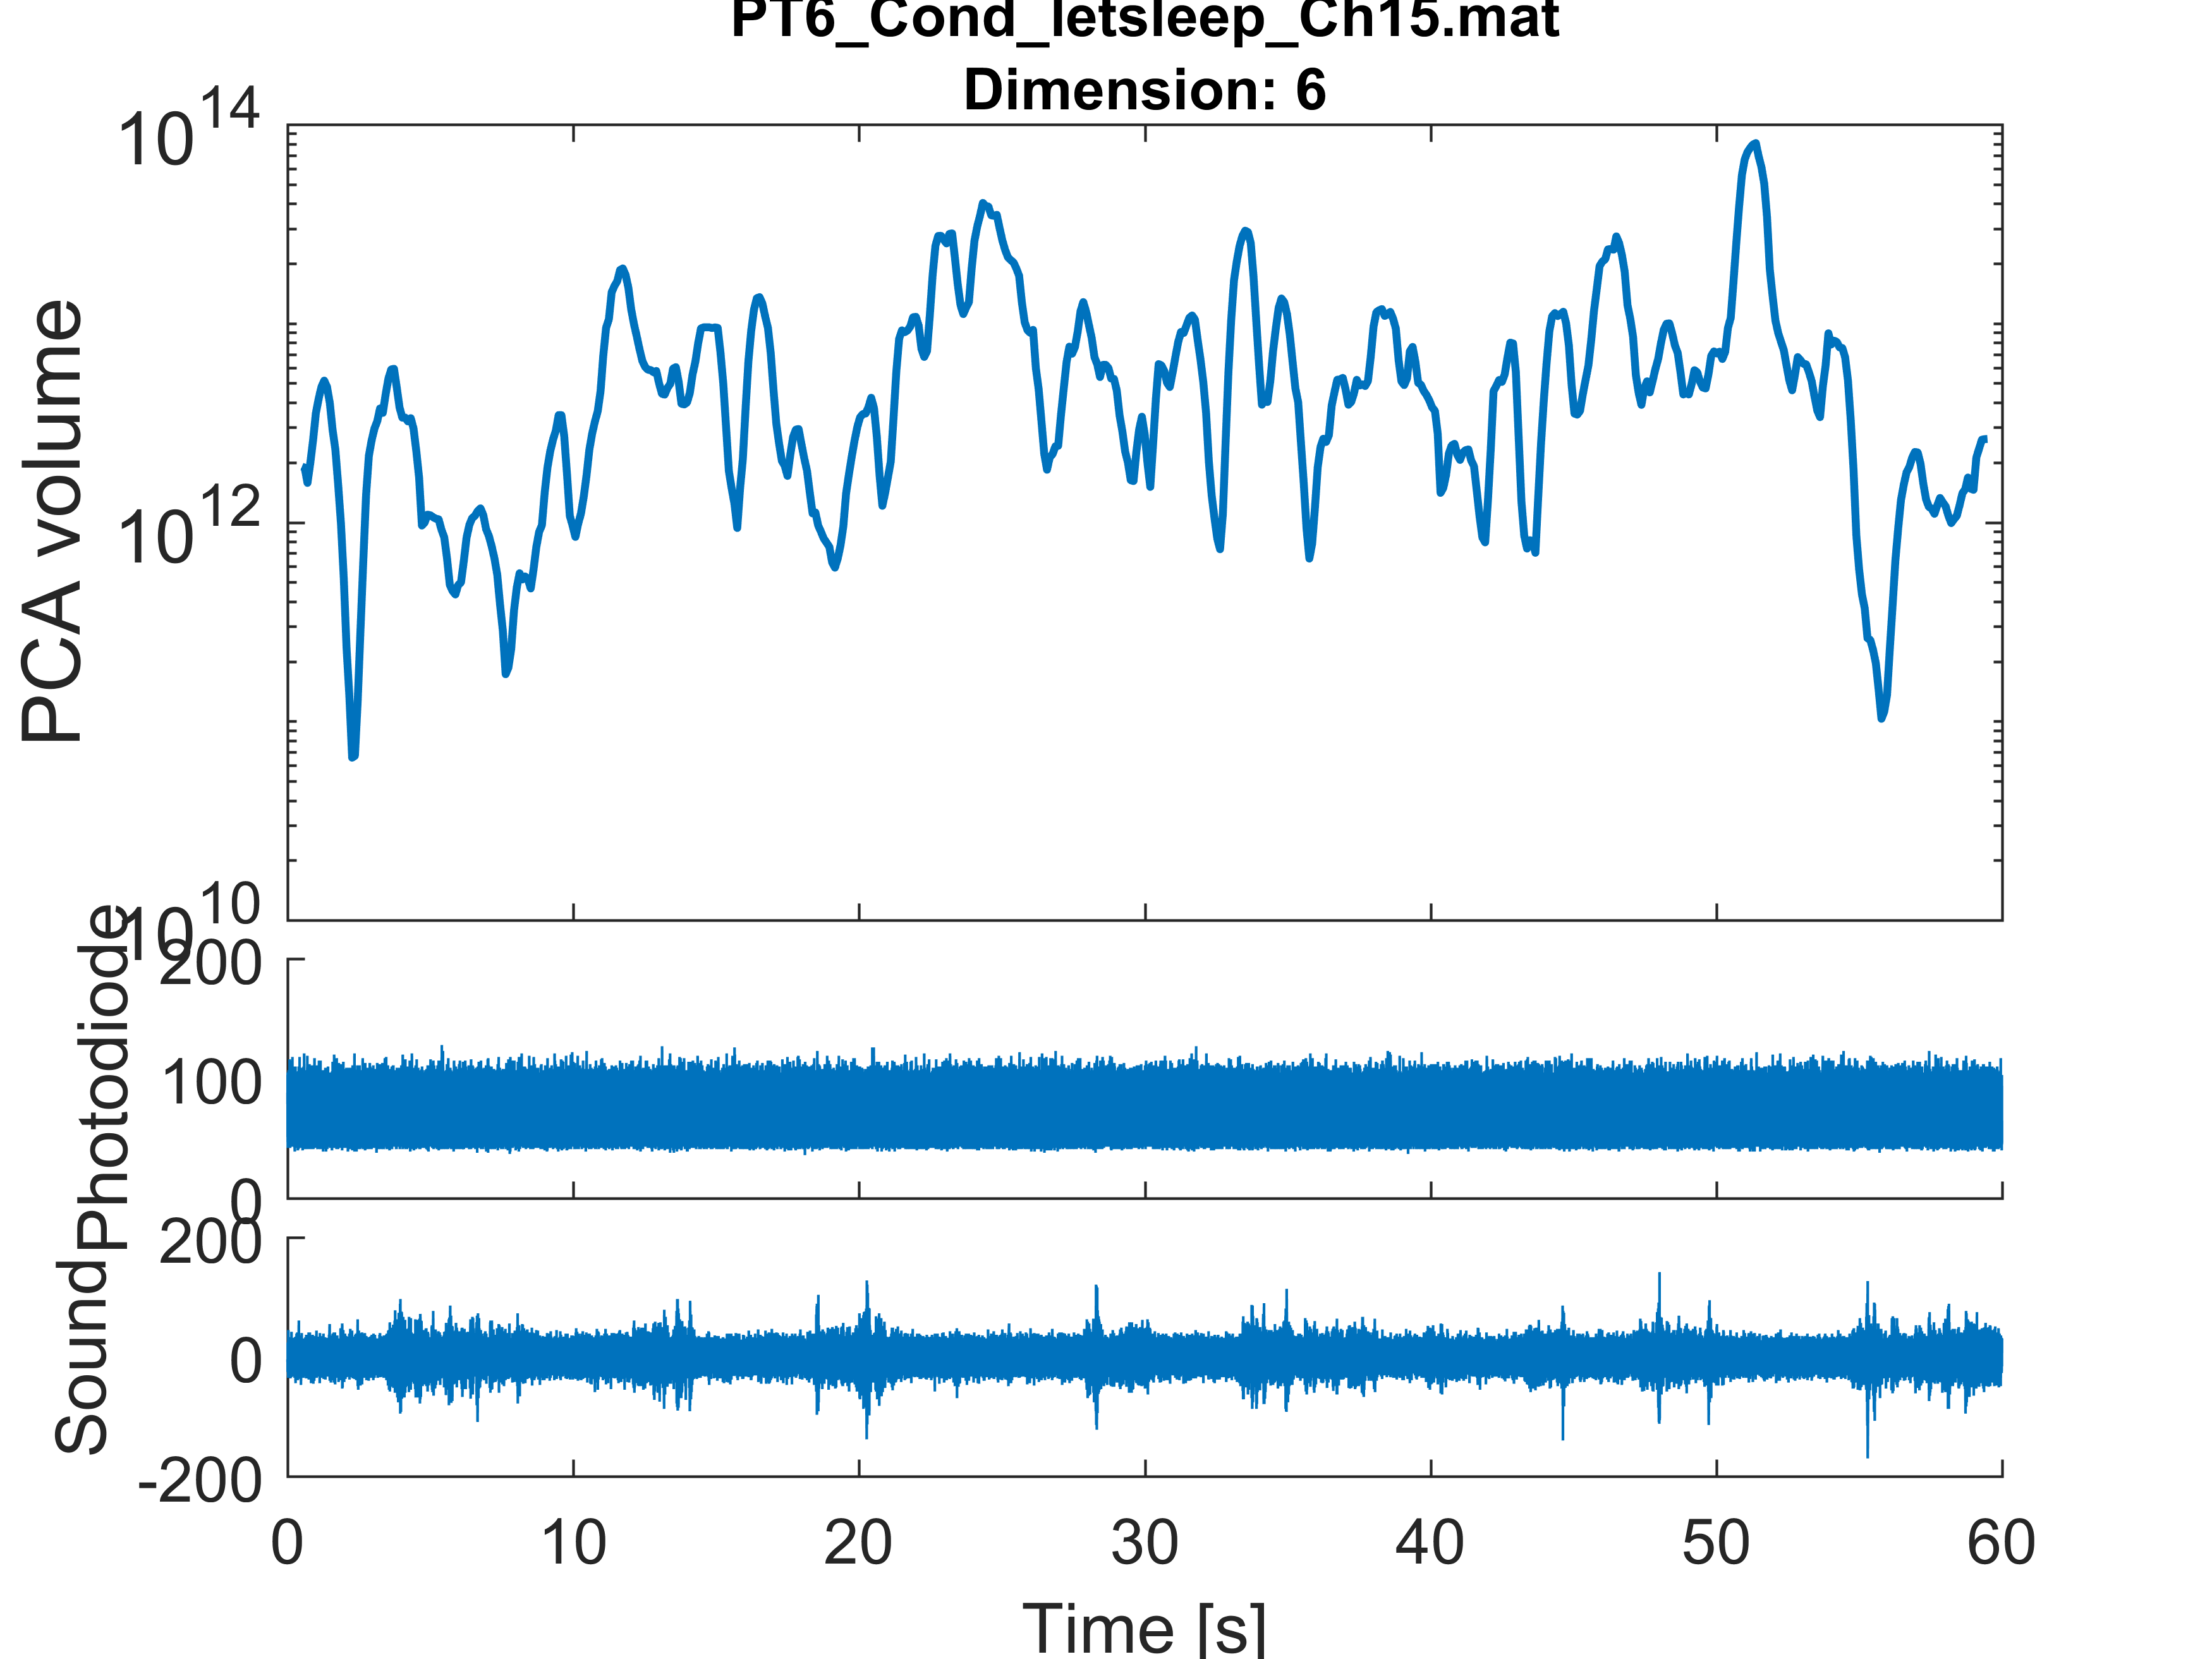 PT6_Cond_letsleep_Ch15.mat
Dimension: 6
10^14
10^12
10^10
PCA volume
200
100
0
Photodiode
200
0
-200
Sound
0 10 20 30 40 50 60
Time [s]